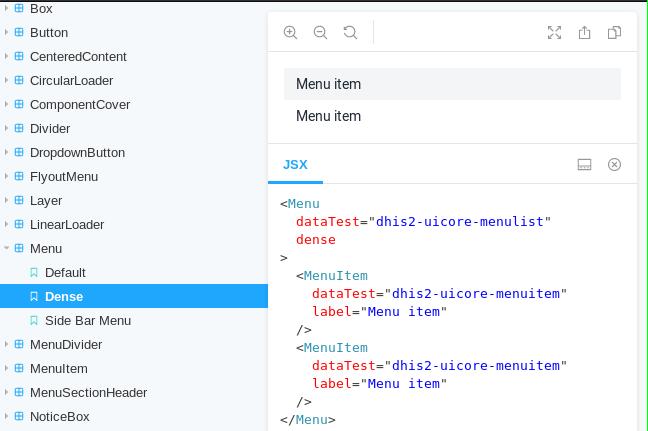 Box
Button
CenteredContent
CircularLoader
ComponentCover
Divider
DropdownButton
FlyoutMenu
Layer
LinearLoader
Menu
Default
Dense
Side Bar Menu
MenuDivider
MenuItem
MenuSectionHeader
NoticeBox
Menu item
Menu item
JSX
<Menu
  dataTest="dhis2-uicore-menulist"
  dense
>
  <MenuItem
    dataTest="dhis2-uicore-menuitem"
    label="Menu item"
  />
  <MenuItem
    dataTest="dhis2-uicore-menuitem"
    label="Menu item"
  />
</Menu>